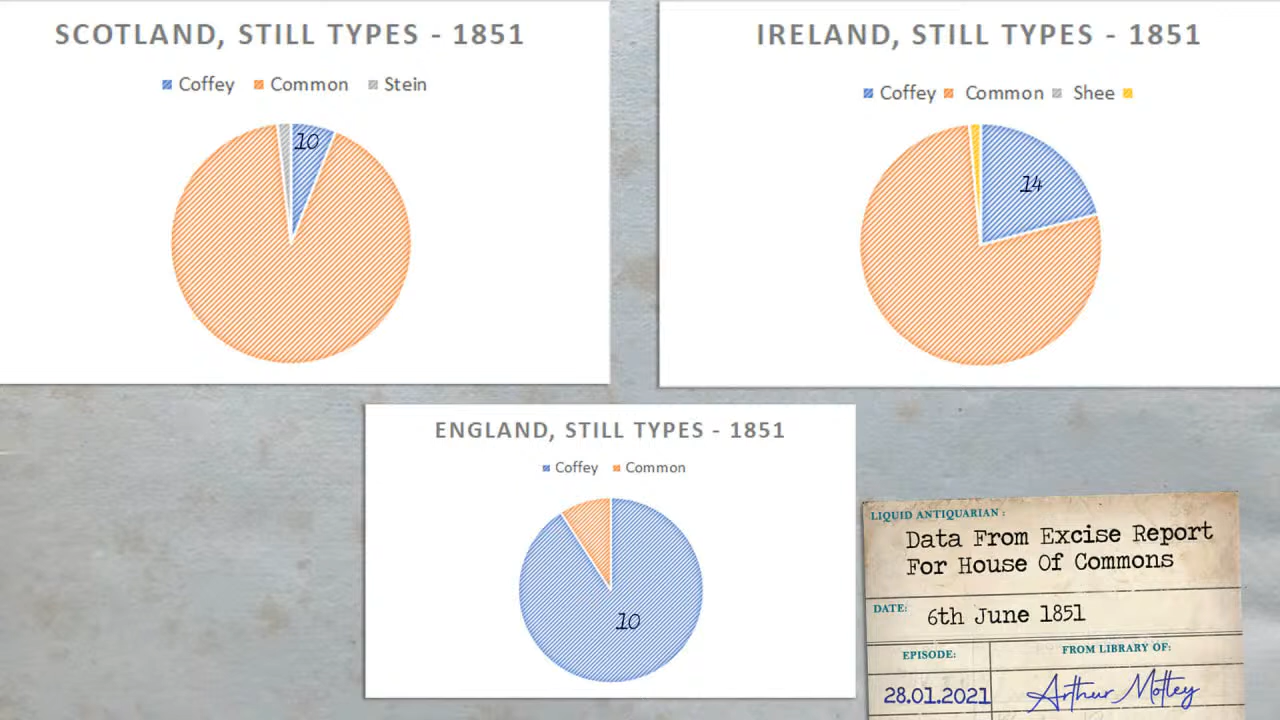 SCOTLAND, STILL TYPES - 1851
Coffey Common Stein
10
IRELAND, STILL TYPES - 1851
Coffey Common Shee
14
ENGLAND, STILL TYPES - 1851
Coffey Common
10
LIQUID ANTIQUARIAN :
Data From Excise Report
For House Of Commons
DATE: 6th June 1851
EPISODE: FROM LIBRARY OF:
28.01.2021 Arthur Motley